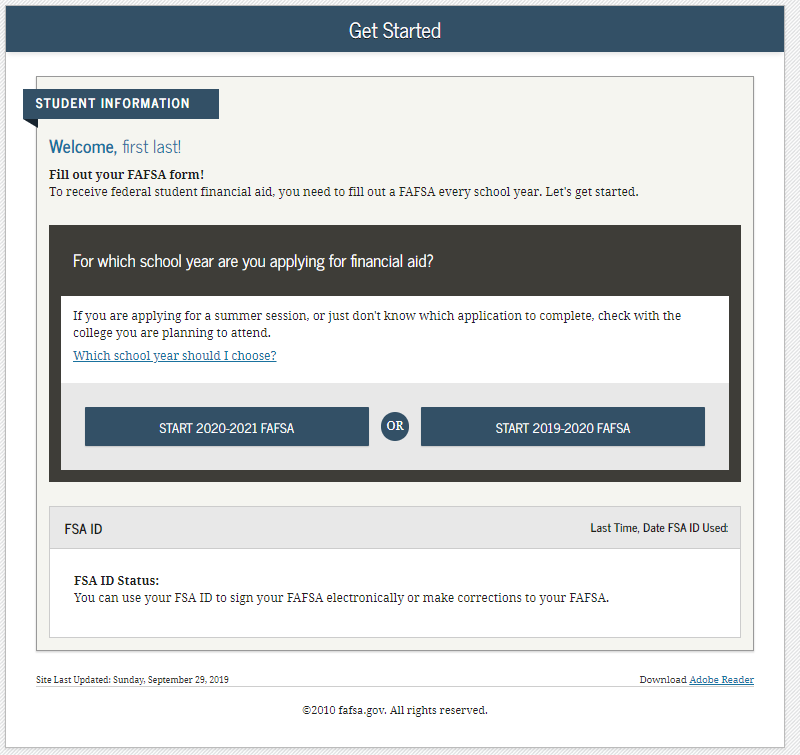 Get Started
STUDENT INFORMATION
Welcome, first last!
Fill out your FAFSA form!
To receive federal student financial aid, you need to fill out a FAFSA every school year. Let's get started.
For which school year are you applying for financial aid?
If you are applying for a summer session, or just don't know which application to complete, check with the
college you are planning to attend.
Which school year should I choose?
START 2020-2021 FAFSA OR START 2019-2020 FAFSA
FSA ID Last Time, Date FSA ID Used:
FSA ID Status:
You can use your FSA ID to sign your FAFSA electronically or make corrections to your FAFSA.
Site Last Updated: Sunday, September 29, 2019 Download Adobe Reader
©2010 fafsa.gov. All rights reserved.